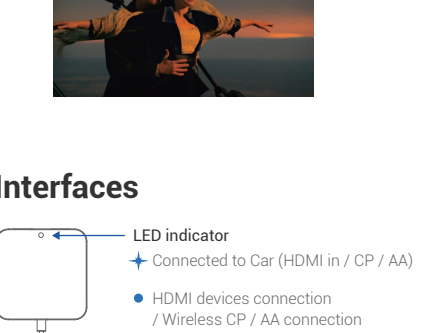 Interfaces
LED indicator
Connected to Car (HDMI in / CP / AA)
HDMI devices connection
/ Wireless CP / AA connection